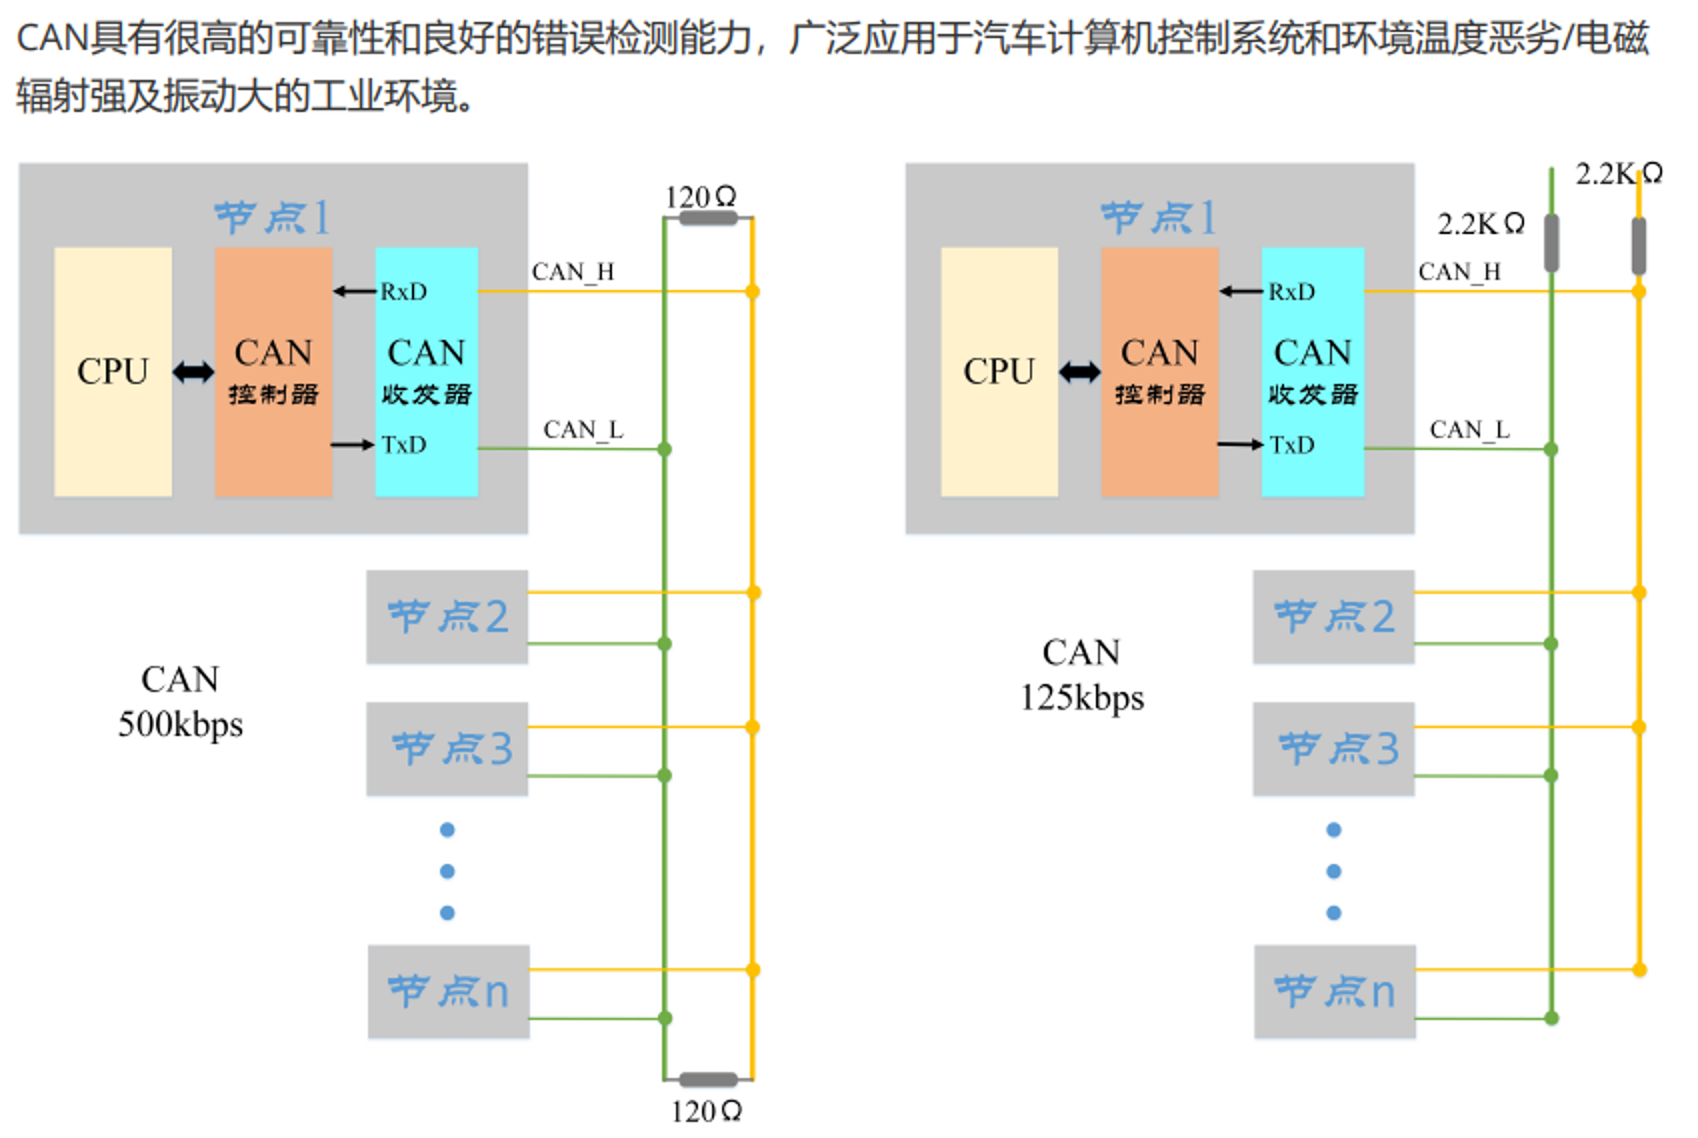 CAN具有很高的可靠性和良好的错误检测能力，广泛应用于汽车计算机控制系统和环境温度恶劣/电磁
辐射强及振动大的工业环境。
节点1
CPU
CAN
控制器
RxD
CAN
收发器
TxD
CAN_H
CAN_L
120Ω
节点2
节点3
节点n
CAN
500kbps
120Ω
节点1
CPU
CAN
控制器
RxD
CAN
收发器
TxD
CAN_H
CAN_L
2.2KΩ
2.2KΩ
节点2
节点3
节点n
CAN
125kbps